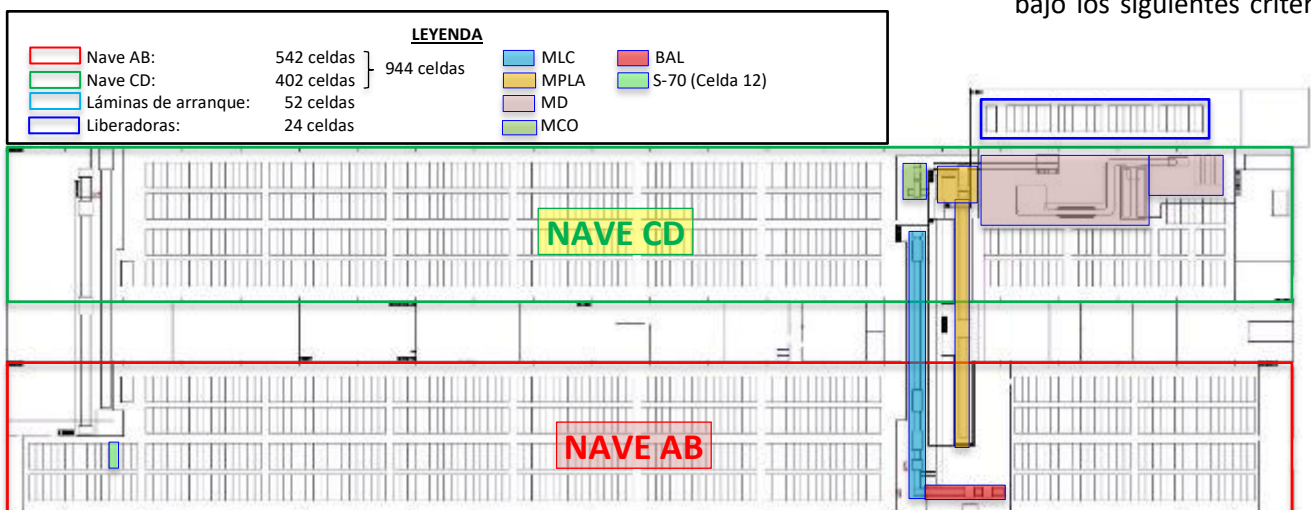 bajo los siguientes criter
LEYENDA
Nave AB: 542 celdas
Nave CD: 402 celdas
944 celdas
Láminas de arranque: 52 celdas
Liberadoras: 24 celdas
MLC BAL
MPLA S-70 (Celda 12)
MD
MCO
NAVE CD
NAVE AB